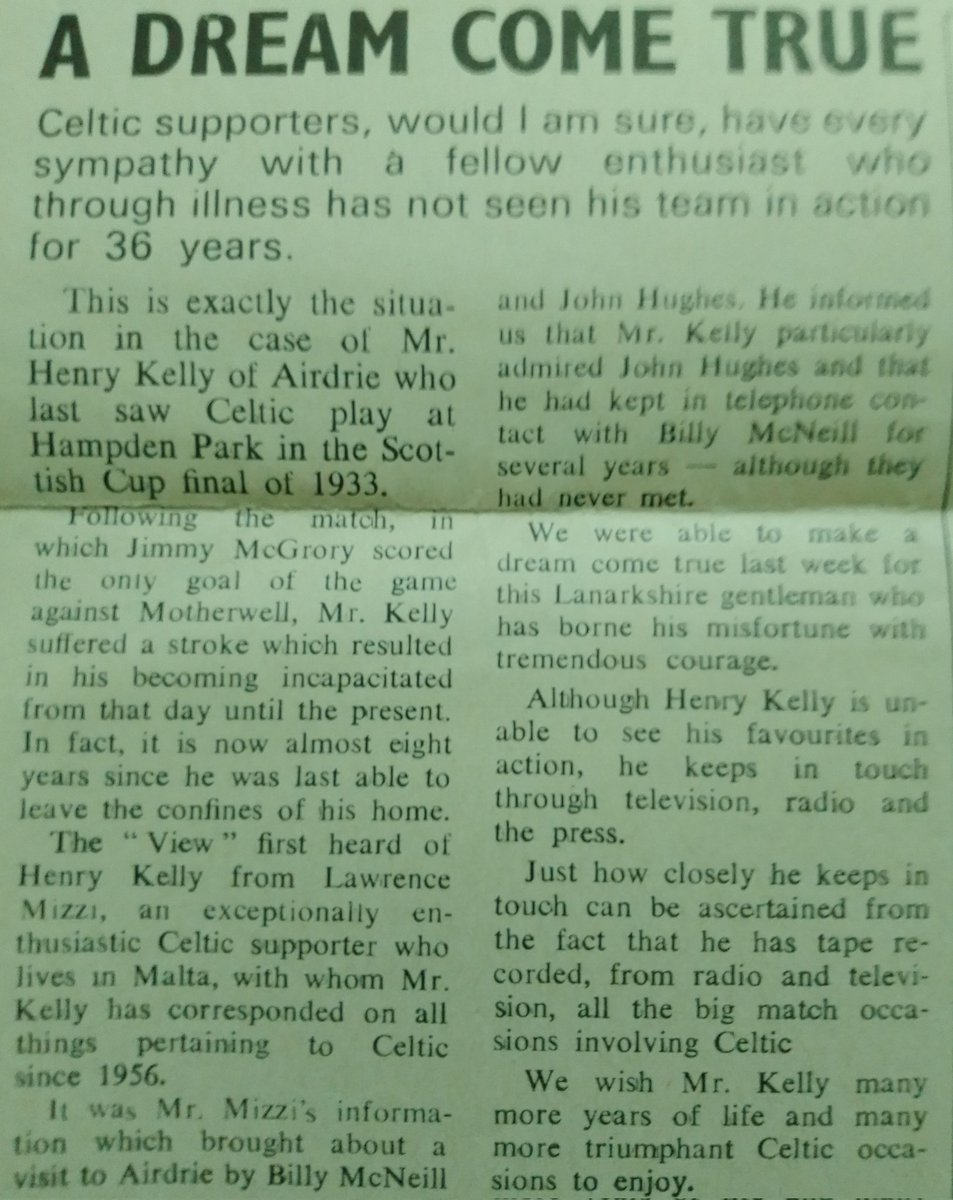 A DREAM COME TRUE
Celtic supporters, would I am sure, have every
sympathy with a fellow enthusiast who
through illness has not seen his team in action
for 36 years.
This is exactly the situa-
tion in the case of Mr.
Henry Kelly of Airdrie who
last saw Celtic play at
Hampden Park in the Scot-
tish Cup final of 1933.
Following the match, in
which Jimmy McGrory scored
the only goal of the game
against Motherwell, Mr. Kelly
suffered a stroke which resulted
in his becoming incapacitated
from that day until the present.
In fact, it is now almost eight
years since he was last able to
leave the confines of his home.
The "View" first heard of
Henry Kelly from Lawrence
Mizzi, an exceptionally en-
thusiastic Celtic supporter who
lives in Malta, with whom Mr.
Kelly has corresponded on all
things pertaining to Celtic
since 1956.
It was Mr. Mizzi's informa-
tion which brought about a
visit to Airdrie by Billy McNeill
and John Hughes. He informed
us that Mr. Kelly particularly
admired John Hughes and that
he had kept in telephone con-
tact with Billy McNeill for
several years — although they
had never met.
We were able to make a
dream come true last week for
this Lanarkshire gentleman who
has borne his misfortune with
tremendous courage.
Although Henry Kelly is un-
able to see his favourites in
action, he keeps in touch
through television, radio and
the press.
Just how closely he keeps in
touch can be ascertained from
the fact that he has tape re-
corded, from radio and televi-
sion, all the big match occa-
sions involving Celtic
We wish Mr. Kelly many
more years of life and many
more triumphant Celtic occa-
sions to enjoy.